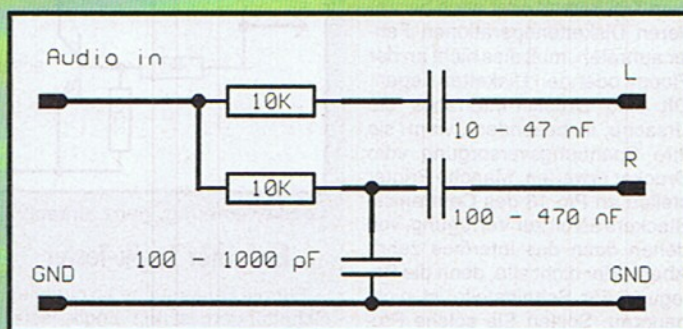 Audio in
L
10K
10 - 47 nF
R
10K
100 - 470 nF
100 - 1000 pF
GND
GND